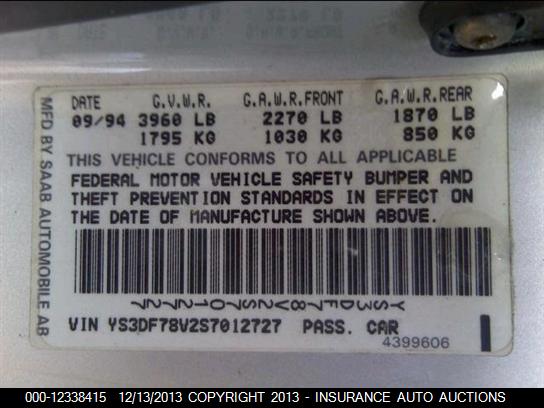 MFD BY SAAB AUTOMOBILE AB
DATE G.V.W.R. G.A.W.R.FRONT G.A.W.R.REAR
09/94 3960 LB 2270 LB 1870 LB
1795 KG 1030 KG 850 KG
THIS VEHICLE CONFORMS TO ALL APPLICABLE
FEDERAL MOTOR VEHICLE SAFETY BUMPER AND
THEFT PREVENTION STANDARDS IN EFFECT ON
THE DATE OF MANUFACTURE SHOWN ABOVE.
YS3DF78V2S7012727
VIN YS3DF78V2S7012727 PASS. CAR
4399606
000-12338415 12/13/2013 COPYRIGHT 2013 - INSURANCE AUTO AUCTIONS